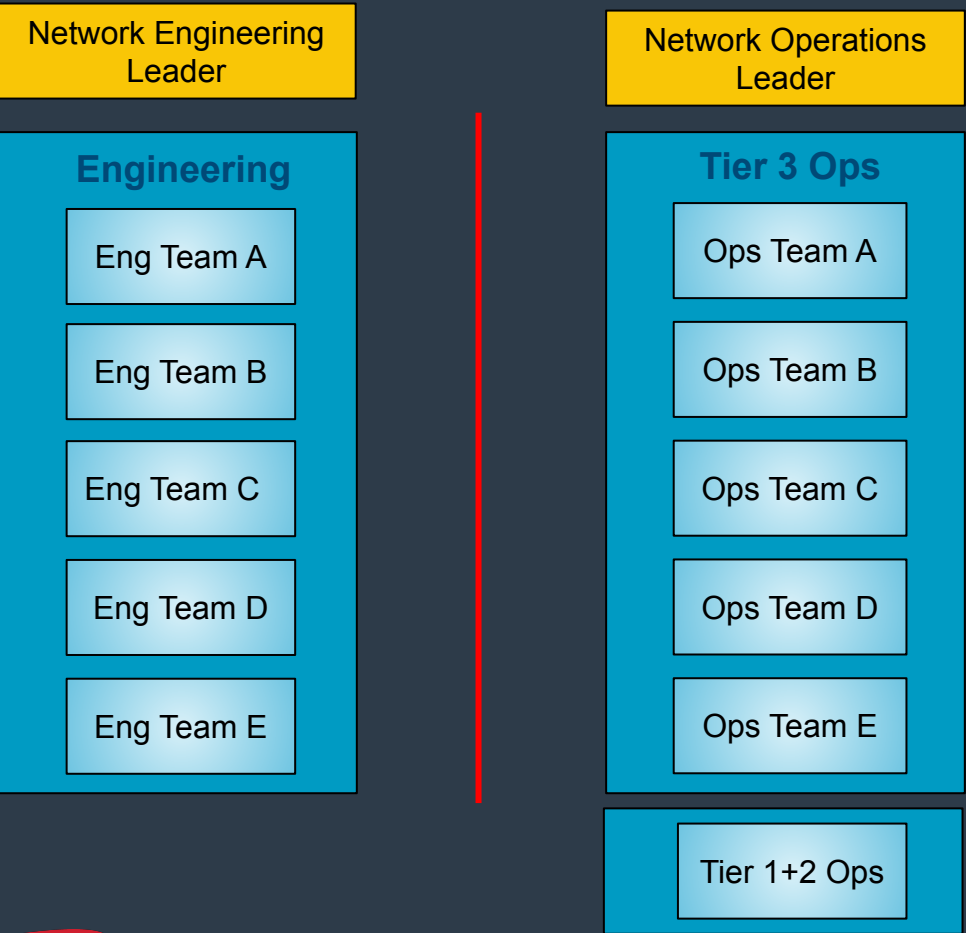 Network Engineering
Leader
Engineering
Eng Team A
Eng Team B
Eng Team C
Eng Team D
Eng Team E
Network Operations
Leader
Tier 3 Ops
Ops Team A
Ops Team B
Ops Team C
Ops Team D
Ops Team E
Tier 1+2 Ops